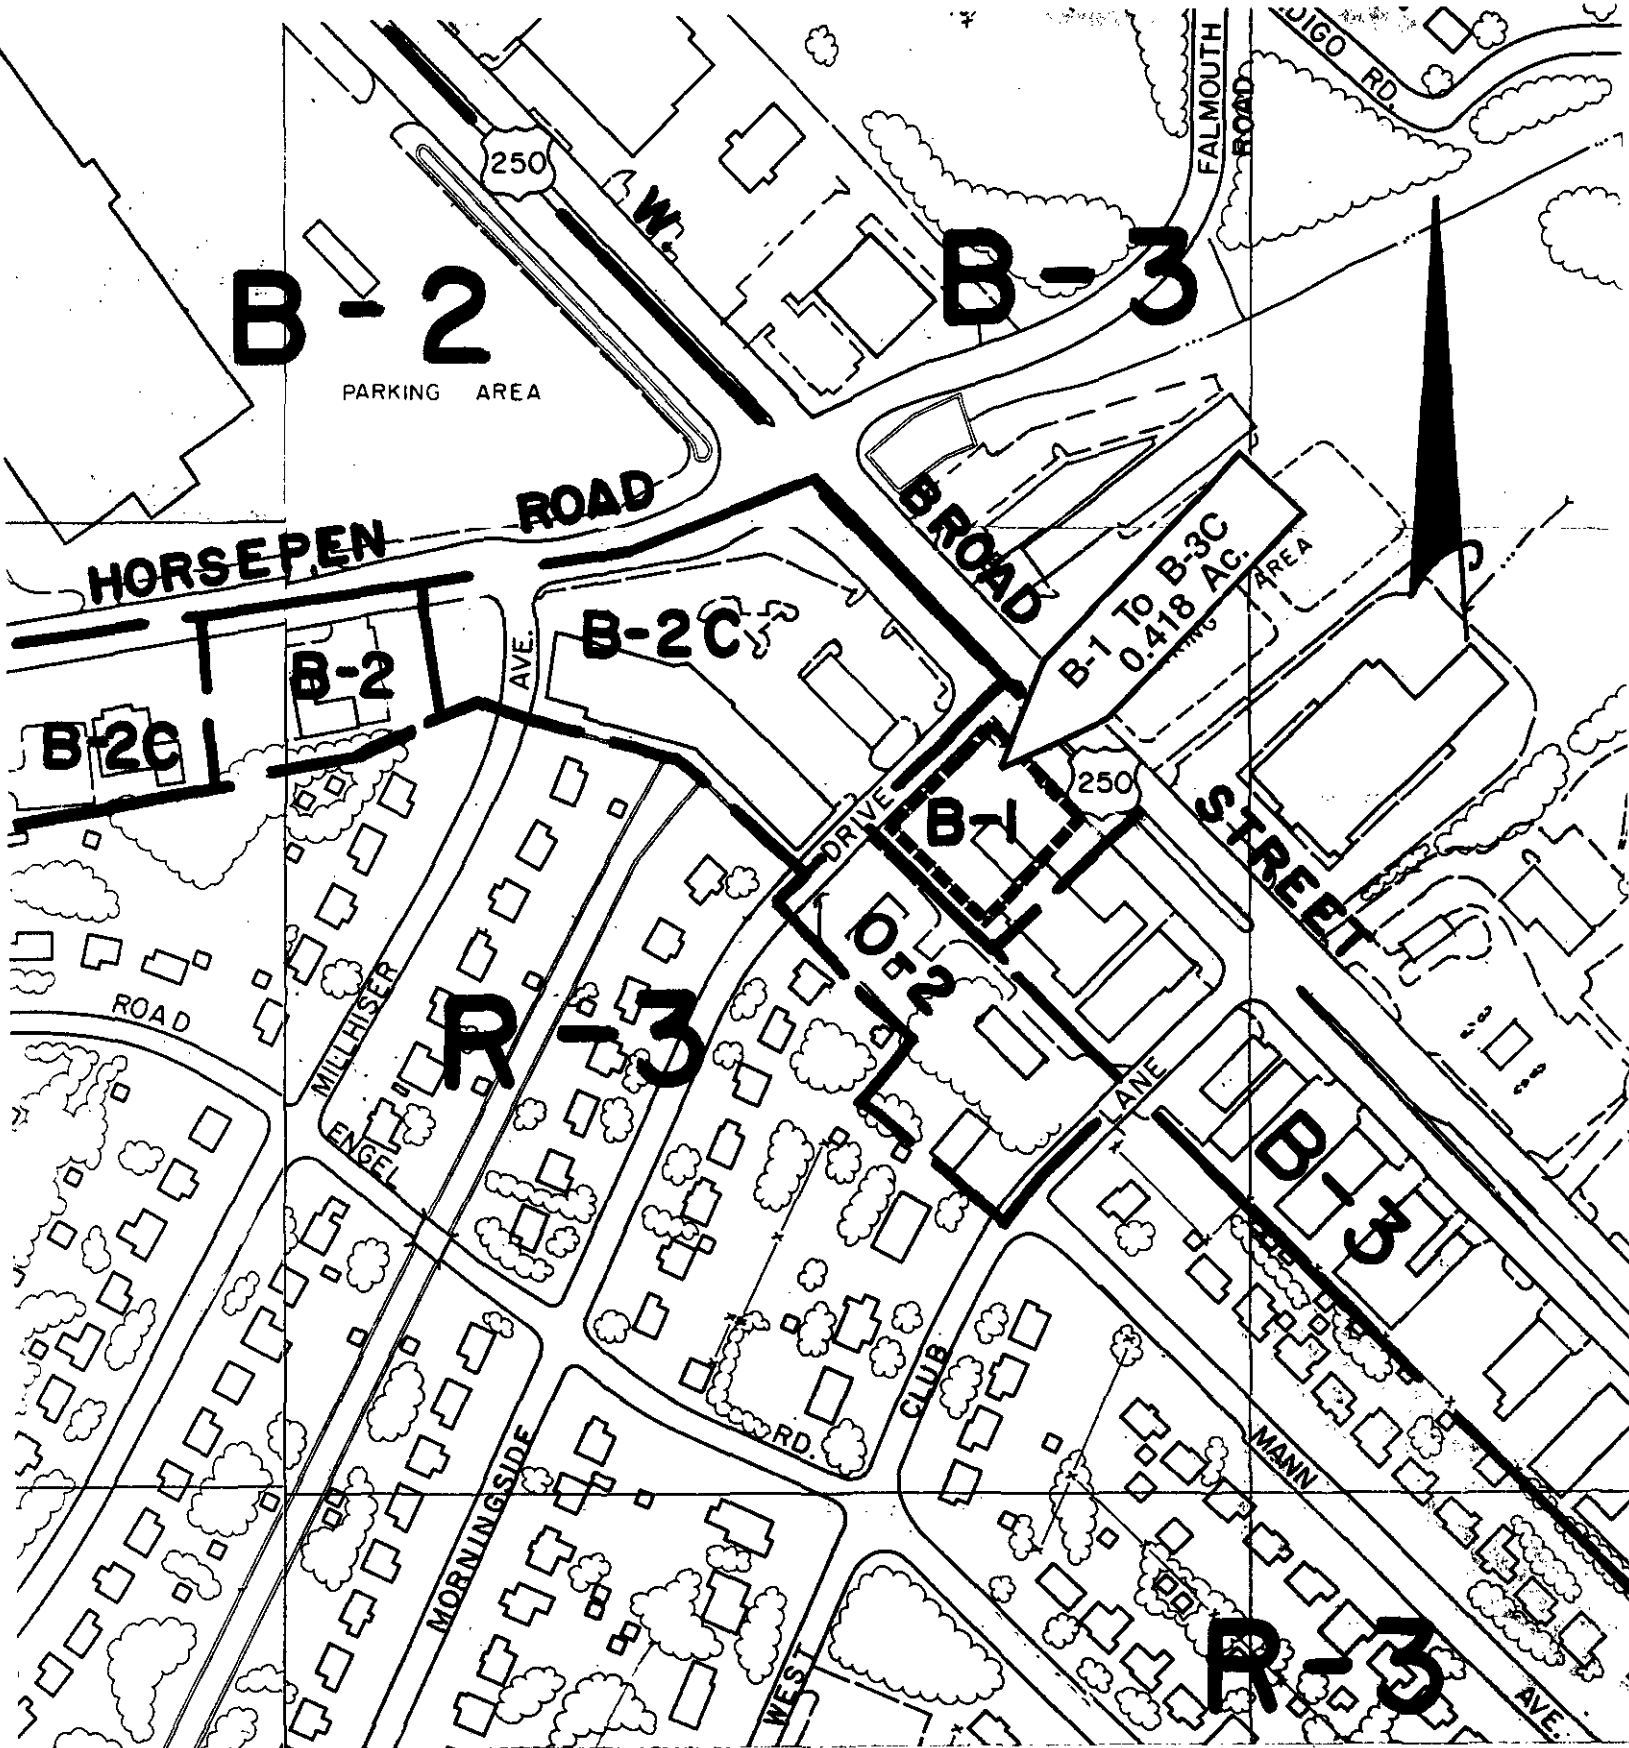 DIGO RD.
FALMOUTH
ROAD
ROAD
250
W.
B-3
B-2
PARKING AREA
HORSEPEN ROAD
BROAD
B-1 To B-3C
0.418 Ac.
AREA
B-2C
AVE.
B-2
B-2C
250
DRIVE
B-1
STREET
O-2
ROAD
MILHISER
R-3
LANE
ENGEL
B-3
CLUB
RD.
MANN
MORNINGSIDE
WEST
R-3
AVE.